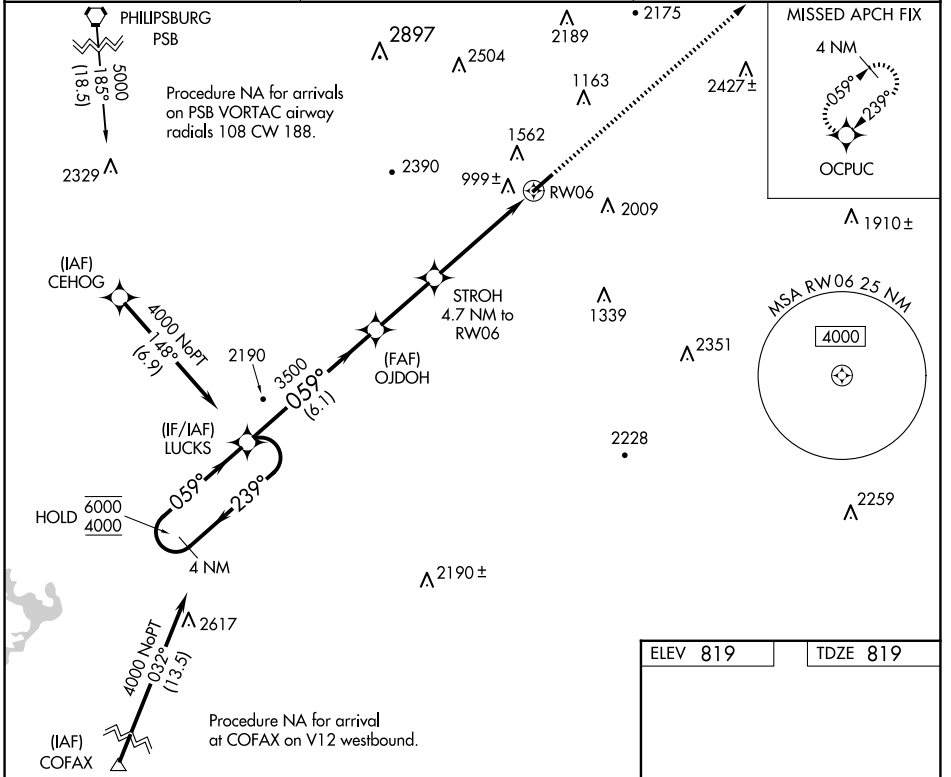 PHILIPSBURG
PSB
5000
185°
(18.5)
Procedure NA for arrivals
on PSB VORTAC airway
radials 108 CW 188.
2897
2504
2189
2175
1163
2427±
1562
2390
999±
RW06
2009
2329
MISSED APCH FIX
4 NM
059°
239°
OCPUC
1910±
(IAF)
CEHOG
4000 NoPT
148°
(6.9)
STROH
4.7 NM to
RW06
1339
2351
MSA RW06 25 NM
4000
(FAF)
OJDOH
2190
3500
059°
(6.1)
(IF/IAF)
LUCKS
2228
059°
239°
HOLD
6000
4000
4 NM
2259
2190±
2617
4000 NoPT
032°
(13.5)
(IAF)
COFAX
Procedure NA for arrival
at COFAX on V12 westbound.
ELEV 819
TDZE 819